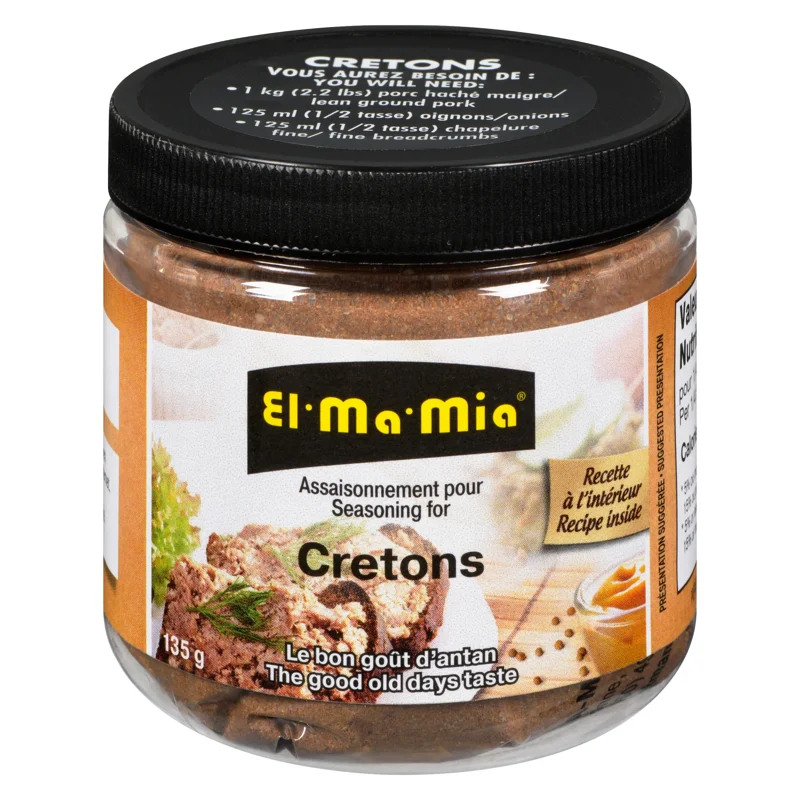 CRETONS
VOUS AUREZ BESOIN DE :
YOU WILL NEED:
• 1 kg (2.2 lbs) porc haché maigre/
lean ground pork
• 125 ml (1/2 tasse) oignons/onions
• 125 ml (1/2 tasse) chapelure
fine/ fine breadcrumbs
El·Ma·Mia®
Assaisonnement pour
Seasoning for
Cretons
Recette
à l'intérieur
Recipe inside
135 g
Le bon goût d'antan
The good old days taste
PRÉSENTATION SUGGÉRÉE • SUGGESTED PRESENTATION